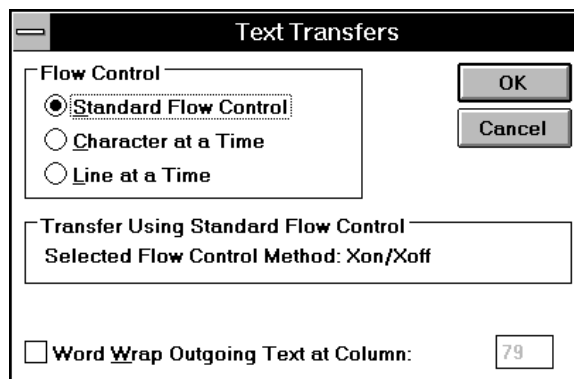 Text Transfers
Flow Control
Standard Flow Control
Character at a Time
Line at a Time
OK
Cancel
Transfer Using Standard Flow Control
Selected Flow Control Method: Xon/Xoff
Word Wrap Outgoing Text at Column: 79